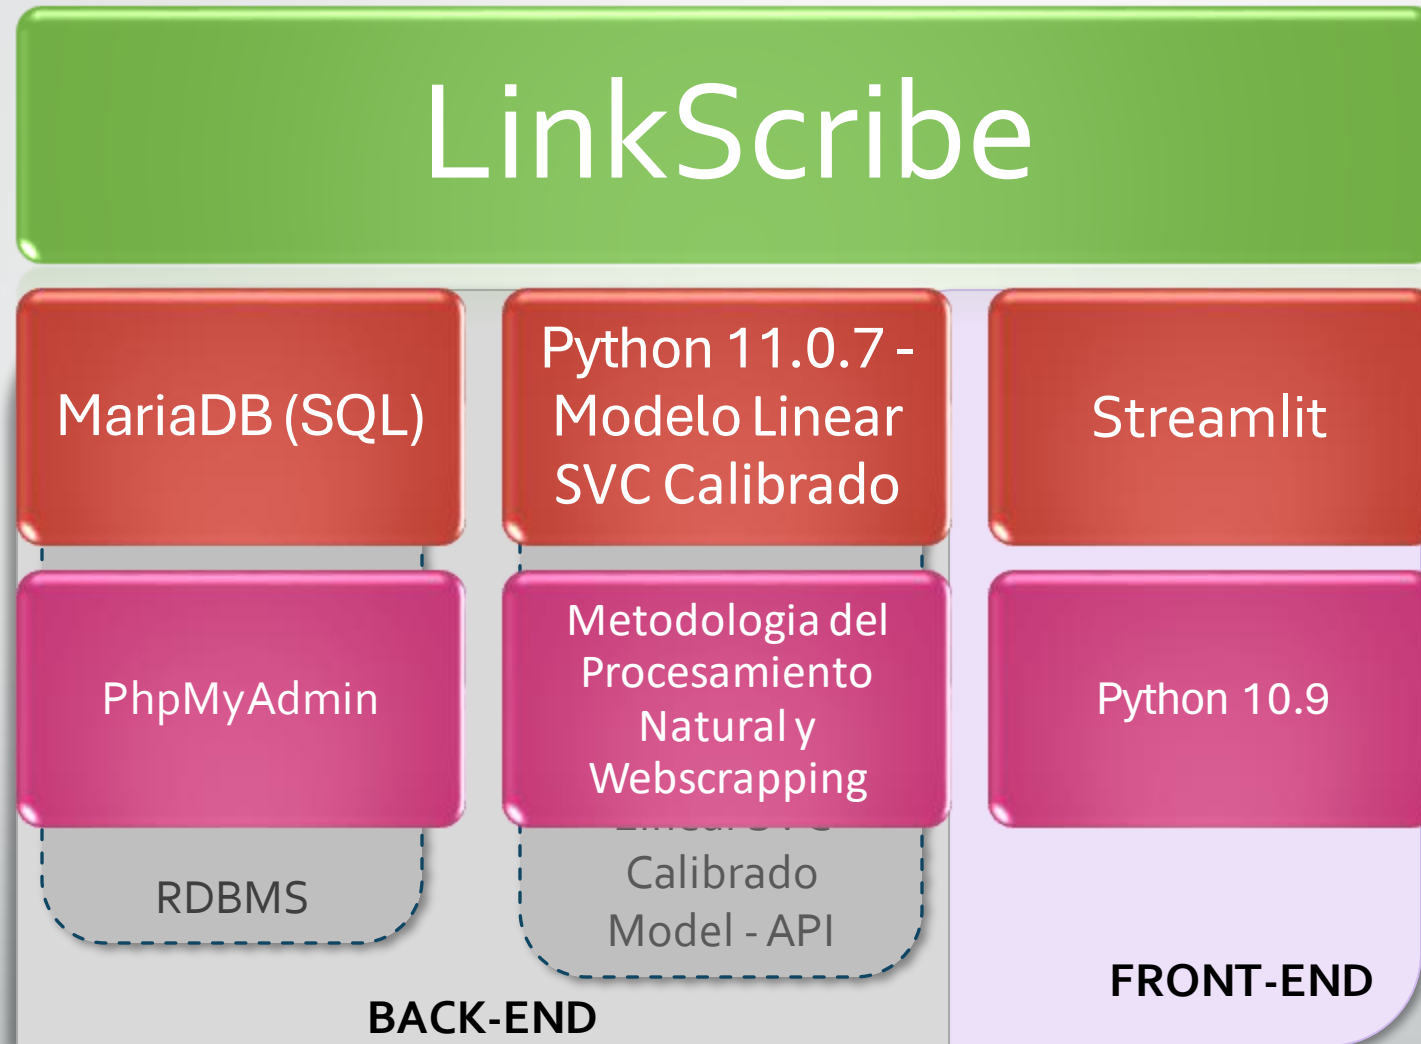 LinkScribe
MariaDB (SQL)
Python 11.0.7 -
Modelo Linear
SVC Calibrado
Streamlit
PhpMyAdmin
Metodologia del
Procesamiento
Natural y
Webscrapping
Python 10.9
RDBMS
Calibrado
Model - API
BACK-END
FRONT-END